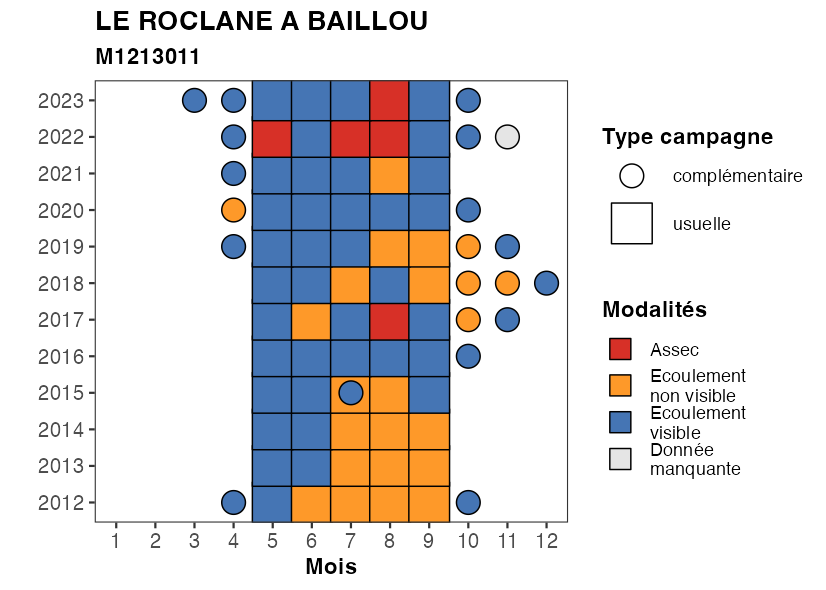 LE ROCLANE A BAILLOU
M1213011
2023
2022
2021
2020
2019
2018
2017
2016
2015
2014
2013
2012
1 2 3 4 5 6 7 8 9 10 11 12
Mois
Type campagne
complémentaire
usuelle
Modalités
Assec
Ecoulement
non visible
Ecoulement
visible
Donnée
manquante